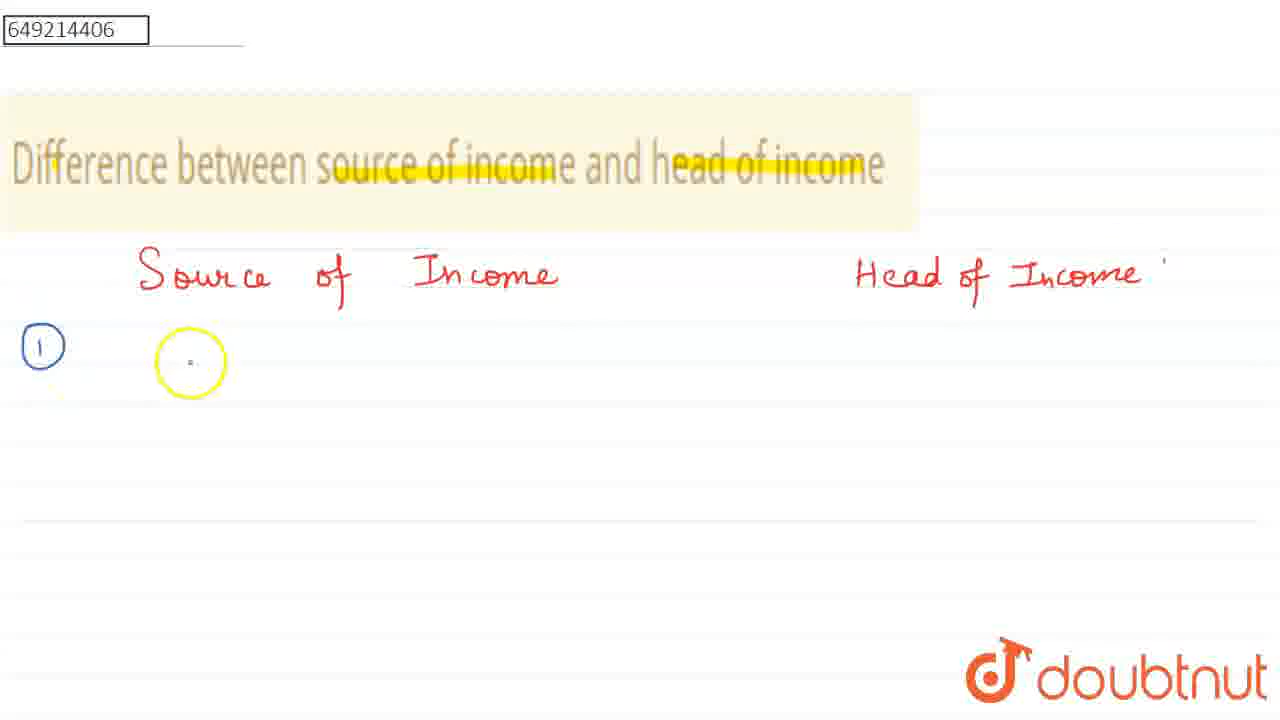 649214406
Difference between source of income and head of income
Source of Income Head of Income
1
doubtnut